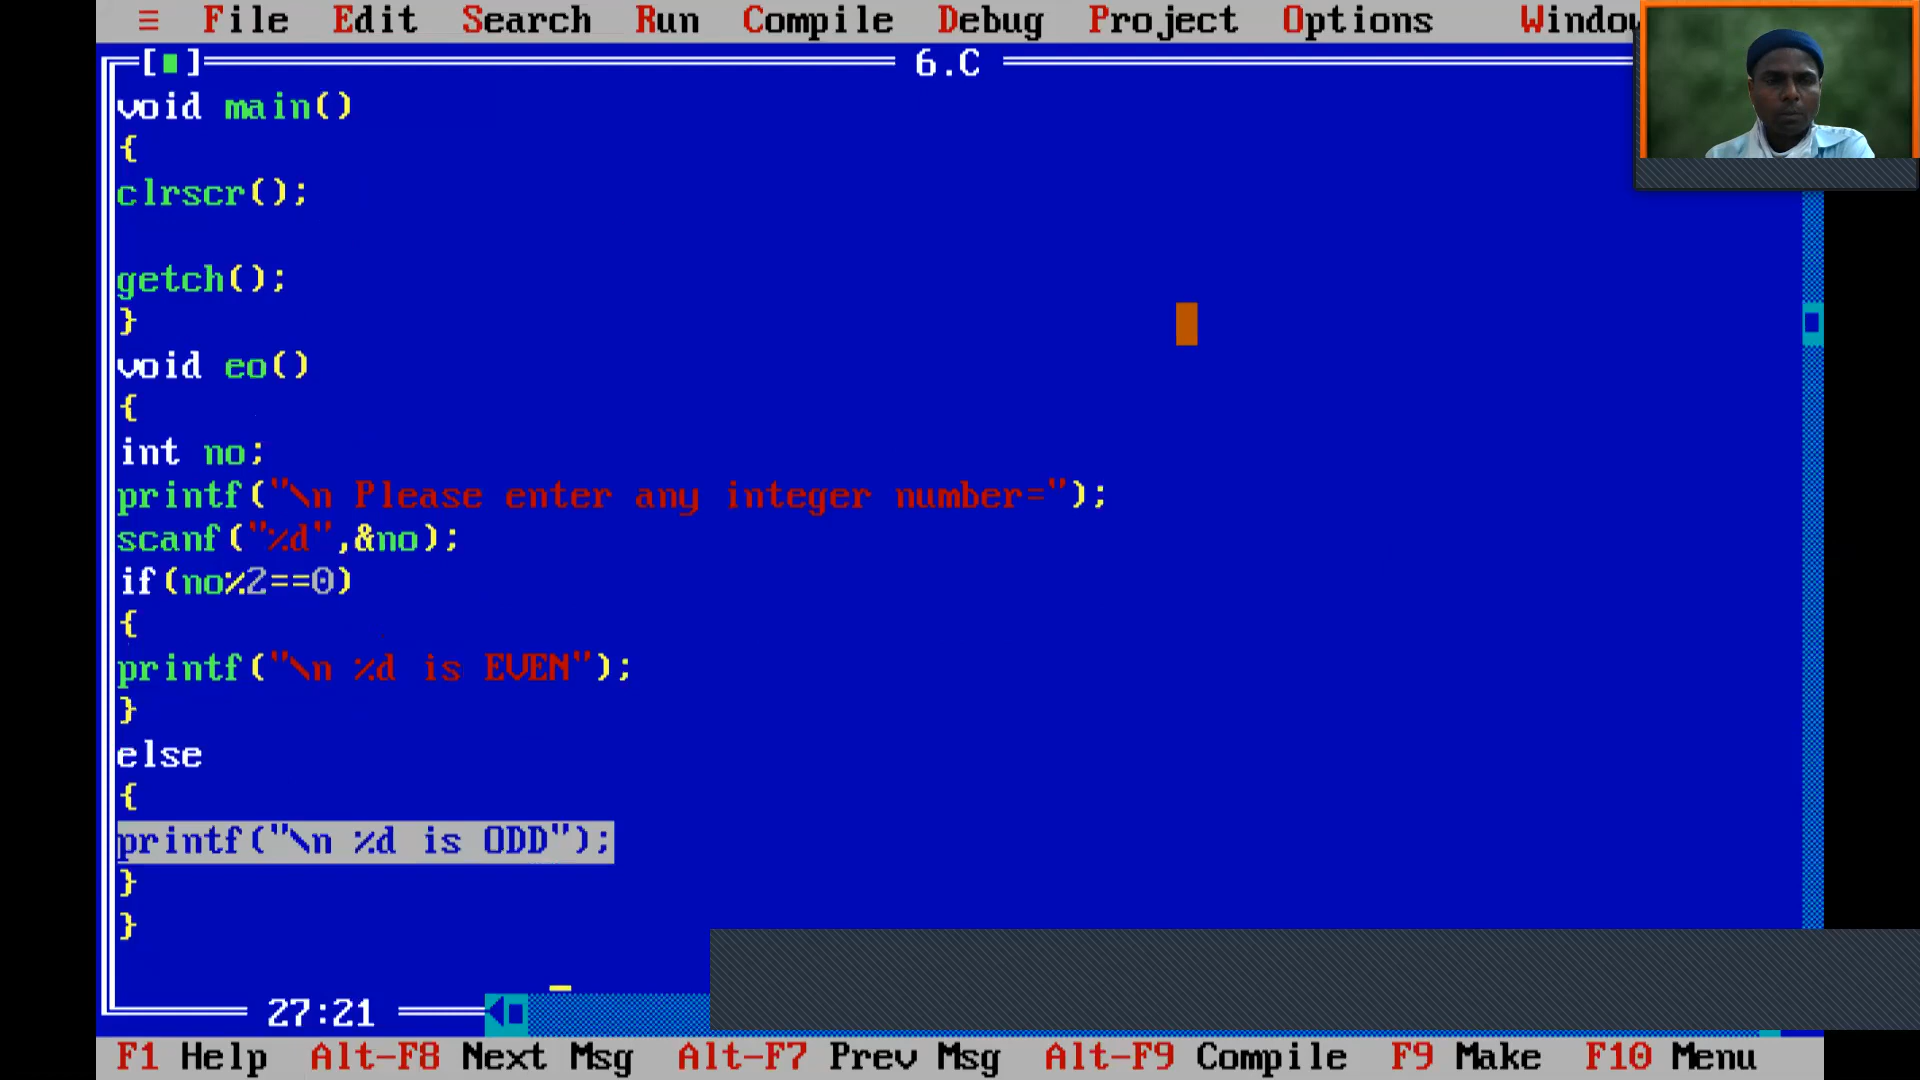 ≡ File Edit Search Run Compile Debug Project Options Window
[■] 6.C
void main()
{
clrscr();
getch();
}
void eo()
{
int no;
printf("\n Please enter any integer number=");
scanf("%d",&no);
if(no%2==0)
{
printf("\n %d is EVEN");
}
else
{
printf("\n %d is ODD");
}
}
27:21
F1 Help Alt-F8 Next Msg Alt-F7 Prev Msg Alt-F9 Compile F9 Make F10 Menu